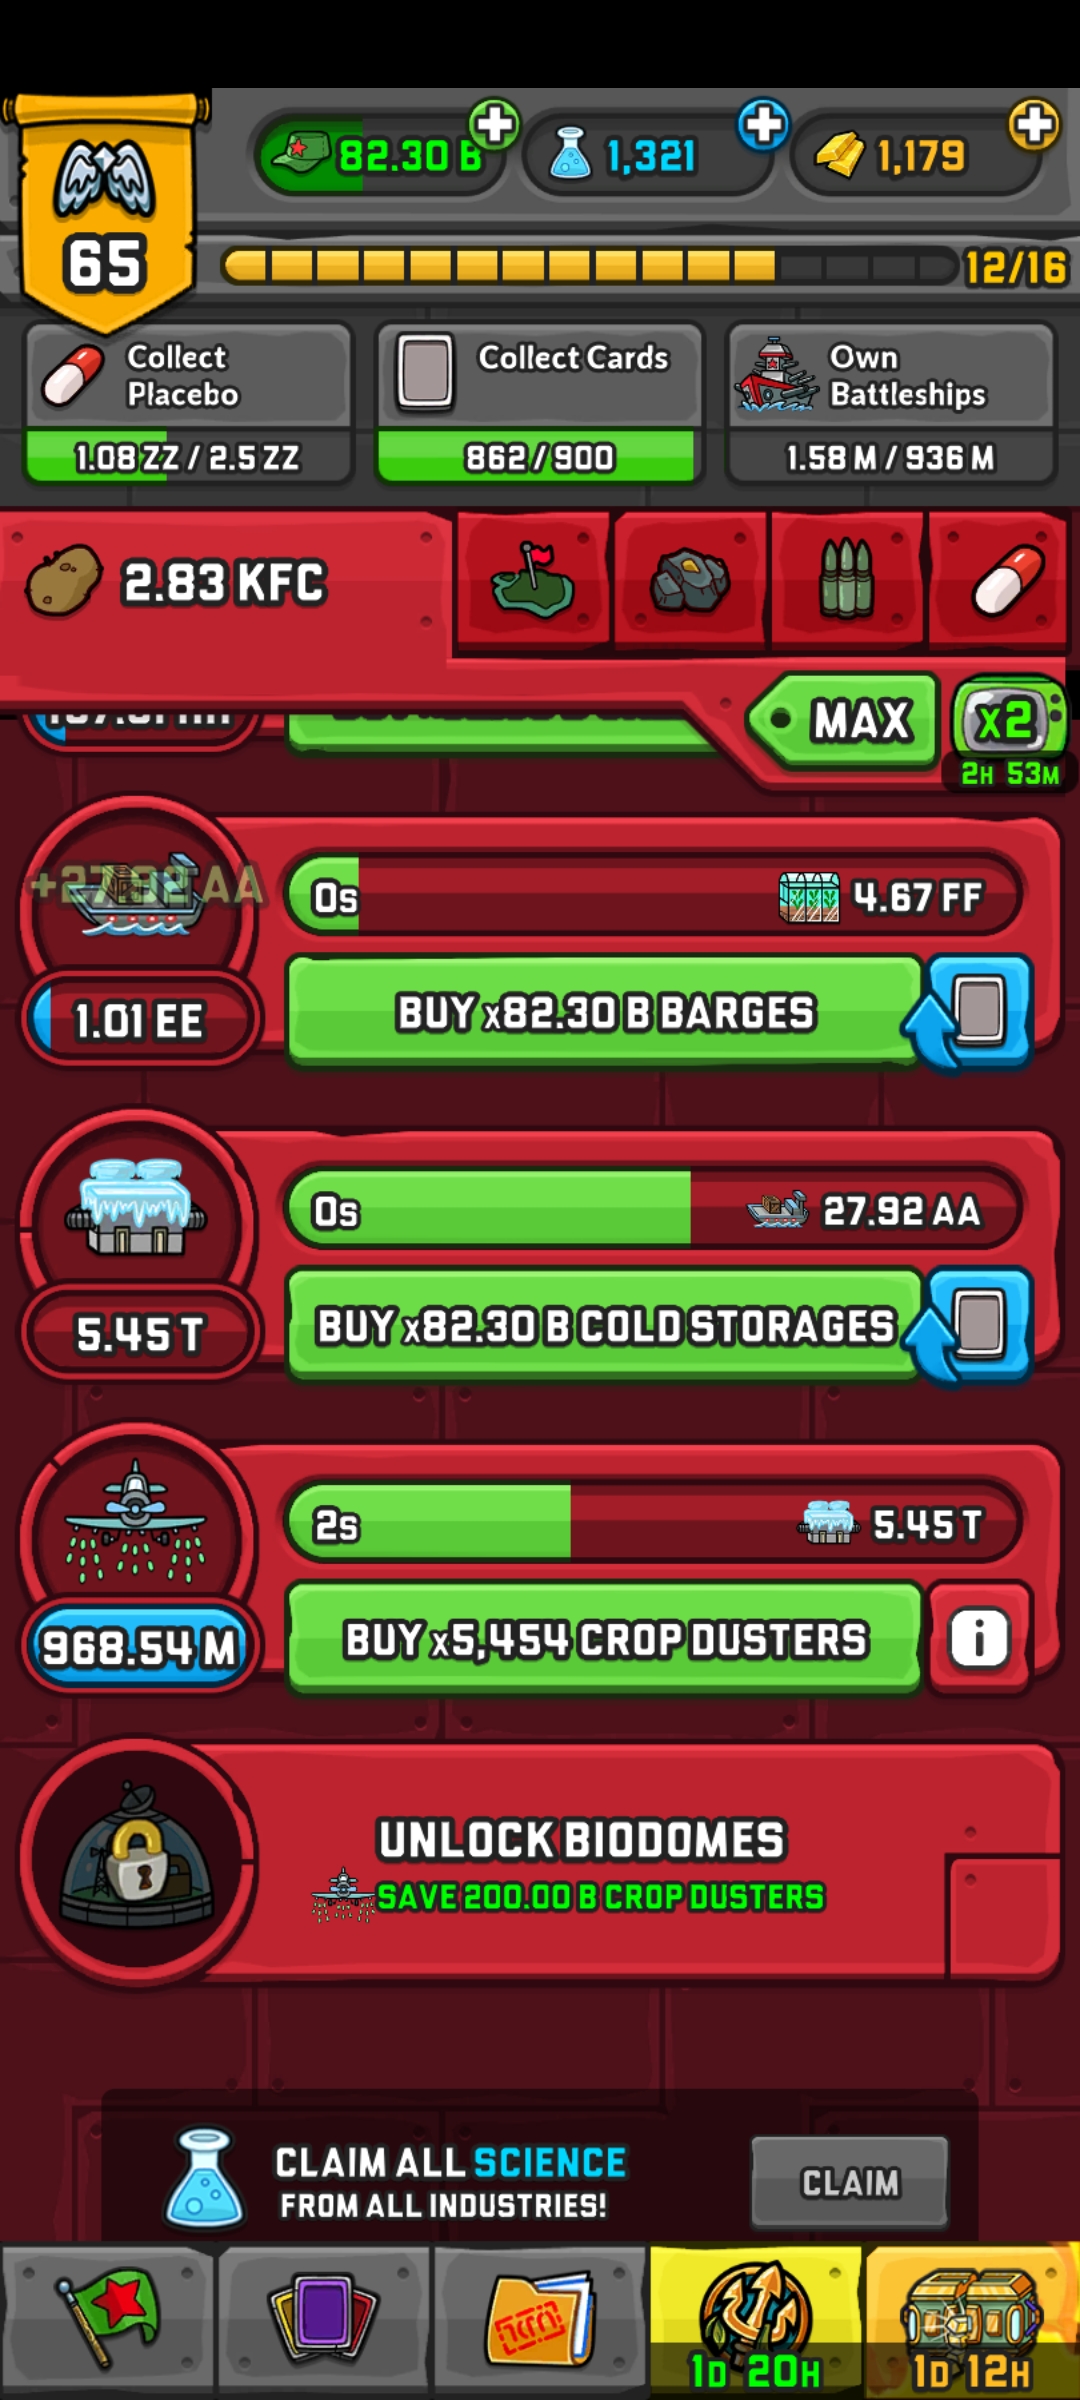 82.30 B
1,321
1,179
65
12/16
Collect
Placebo
1.08 ZZ / 2.5 ZZ
Collect Cards
862/900
Own
Battleships
1.58 M / 936 M
2.83 KFC
MAX
x2
2H 53M
+27.92 AA
0s
4.67 FF
1.01 EE
BUY x82.30 B BARGES
0s
27.92 AA
5.45 T
BUY x82.30 B COLD STORAGES
2s
5.45 T
968.54 M
BUY x5,454 CROP DUSTERS
i
UNLOCK BIODOMES
SAVE 200.00 B CROP DUSTERS
CLAIM ALL SCIENCE
FROM ALL INDUSTRIES!
CLAIM
1D 20H
1D 12H